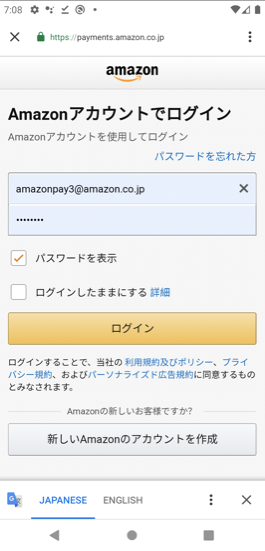 7:08
https://payments.amazon.co.jp
amazon
Amazonアカウントでログイン
Amazonアカウントを使用してログイン
パスワードを忘れた方
amazonpay3@amazon.co.jp
••••••••
パスワードを表示
ログインしたままにする 詳細
ログイン
ログインすることで、当社の 利用規約及びポリシー、プライ
バシー規約、およびパーソナライズド広告規約に同意するもの
とみなされます。
Amazonの新しいお客様ですか?
新しいAmazonのアカウントを作成
JAPANESE
ENGLISH